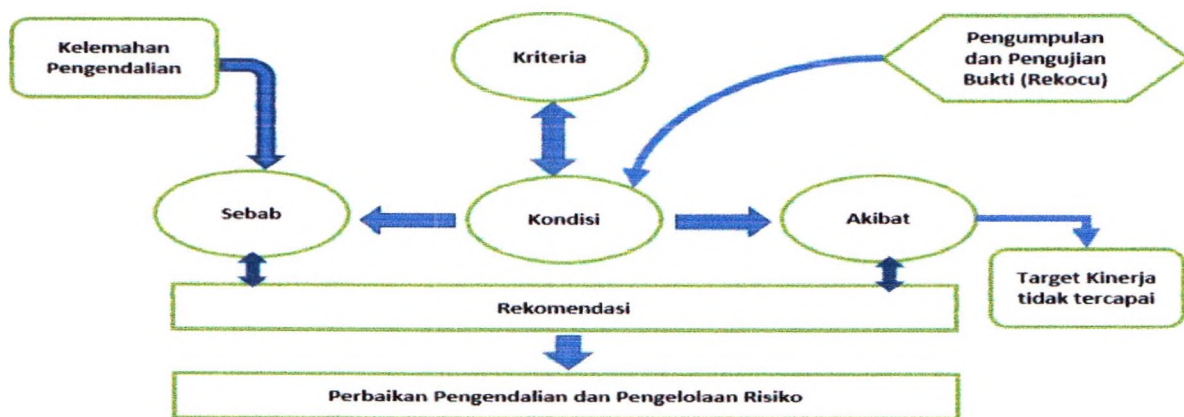 Kelemahan
Pengendalian
Kriteria
Pengumpulan
dan Pengujian
Bukti (Rekocu)
Sebab
Kondisi
Akibat
Target Kinerja
tidak tercapai
Rekomendasi
Perbaikan Pengendalian dan Pengelolaan Risiko